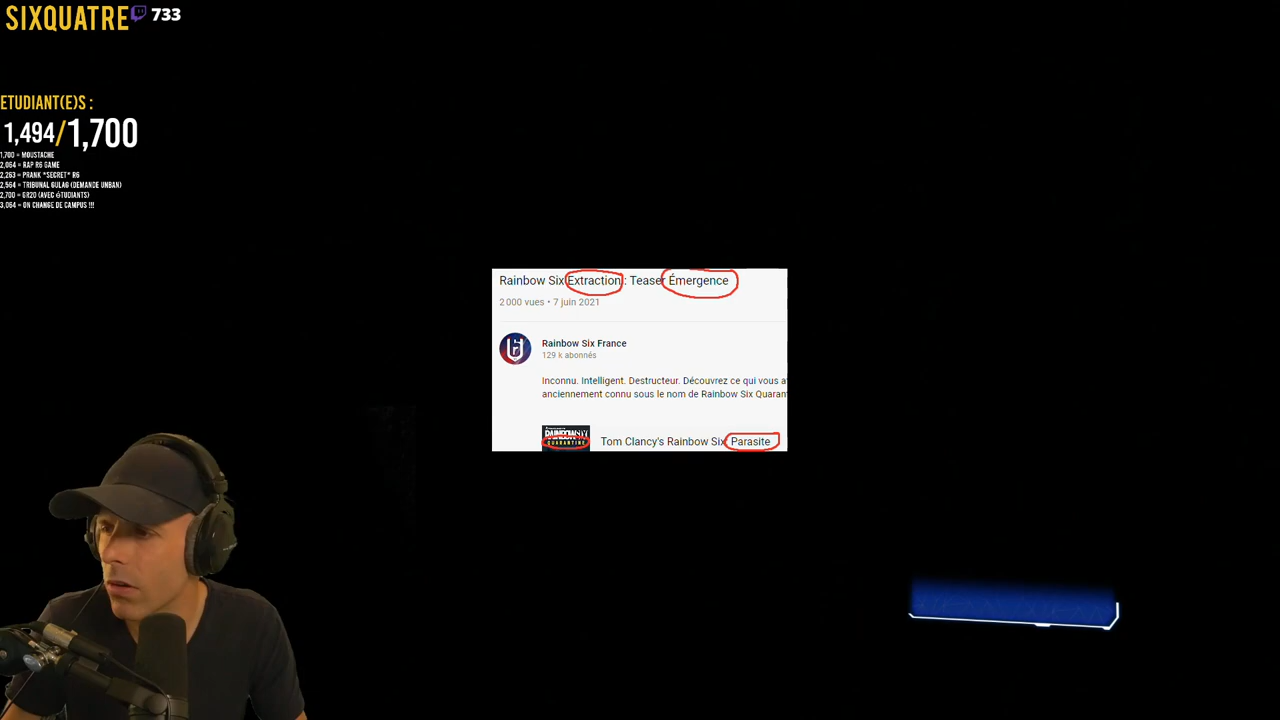 SIXQUATRE 733
ETUDIANT(E)S :
1,494/1,700
1,700 = MOUSTACHE
2,064 = RAP R6 GAME
2,263 = PRANK *SECRET* R6
2,564 = TRIBUNAL GULAG (DEMANDE UNBAN)
2,700 = GR20 (AVEC éTUDIANTS)
3,064 = ON CHANGE DE CAMPUS !!!
Rainbow Six Extraction : Teaser Émergence
2 000 vues • 7 juin 2021
Rainbow Six France
129 k abonnés
Inconnu. Intelligent. Destructeur. Découvrez ce qui vous a
anciennement connu sous le nom de Rainbow Six Quaran
RAINBOW SIX
QUARANTINE
Tom Clancy's Rainbow Six Parasite